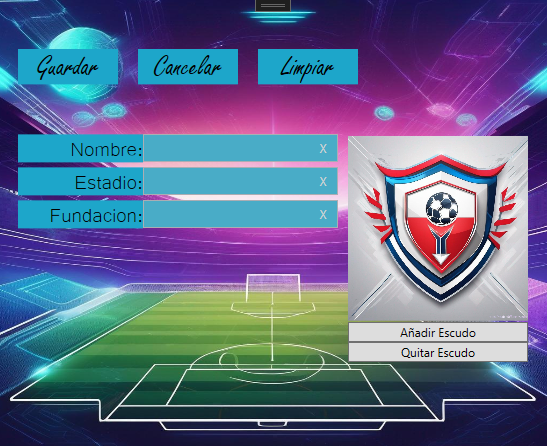 Guardar Cancelar Limpiar
Nombre: X
Estadio: X
Fundacion: X
Y
Añadir Escudo
Quitar Escudo